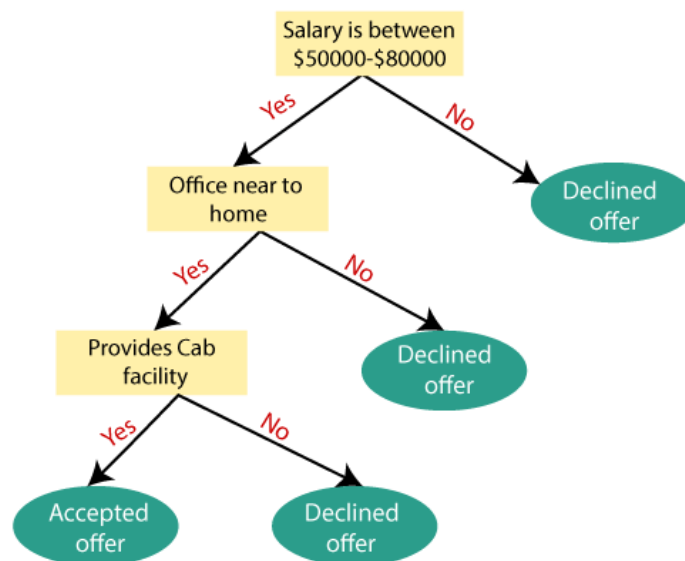 Salary is between
$50000-$80000
Yes
No
Office near to
home
Declined
offer
Yes
No
Provides Cab
facility
Declined
offer
Yes
No
Accepted
offer
Declined
offer